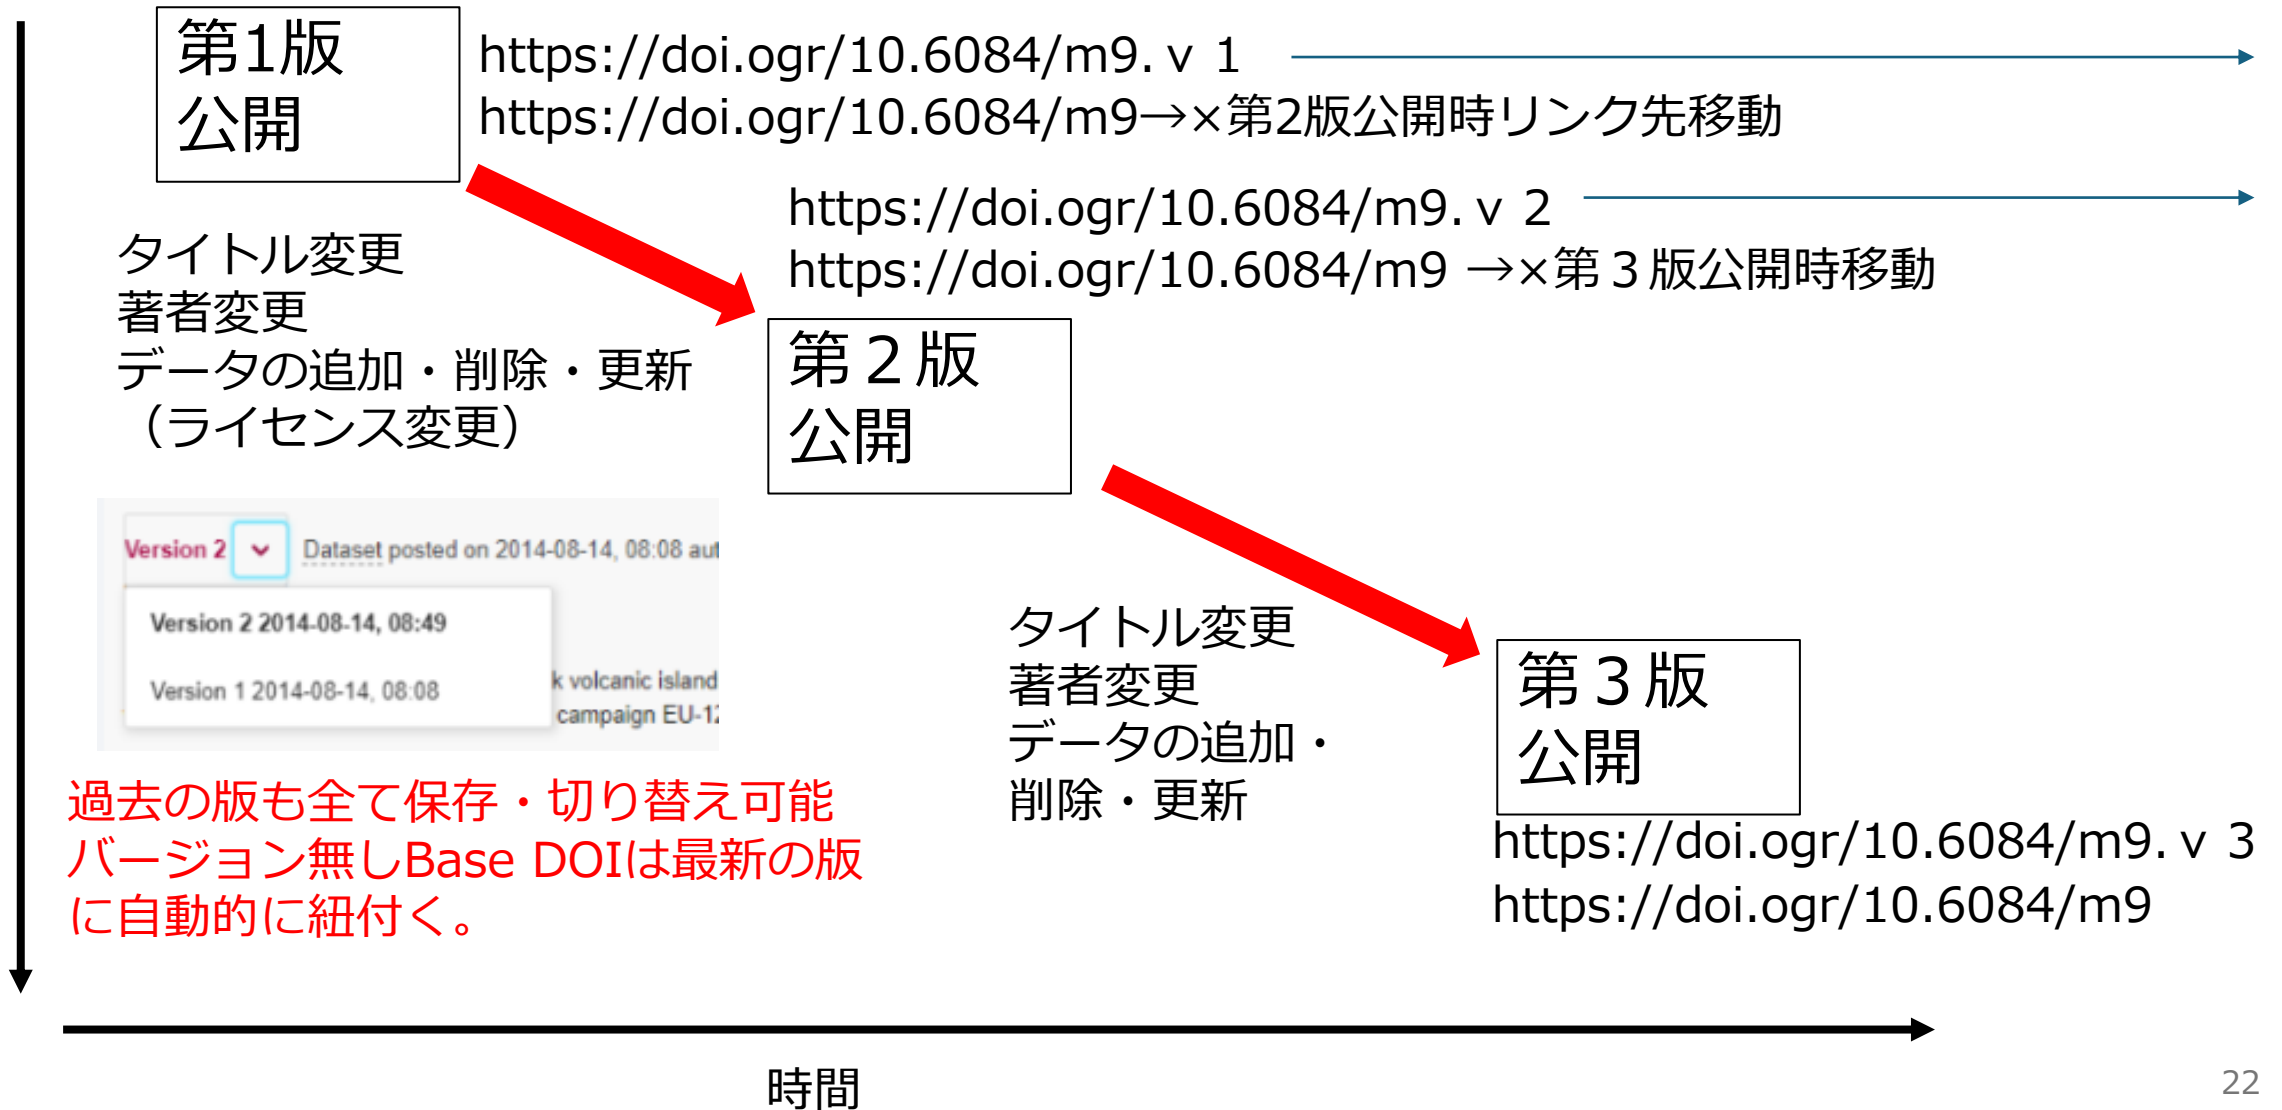 第1版
公開
https://doi.ogr/10.6084/m9.ｖ 1
https://doi.ogr/10.6084/m9→×第2版公開時リンク先移動
https://doi.ogr/10.6084/m9.ｖ 2
https://doi.ogr/10.6084/m9 →×第３版公開時移動
タイトル変更
著者変更
データの追加・削除・更新
（ライセンス変更）
第２版
公開
Version 2
Dataset posted on 2014-08-14, 08:08 aut
Version 2 2014-08-14, 08:49
Version 1 2014-08-14, 08:08
k volcanic island
campaign EU-12
過去の版も全て保存・切り替え可能
バージョン無しBase DOIは最新の版
に自動的に紐付く。
タイトル変更
著者変更
データの追加・
削除・更新
第３版
公開
https://doi.ogr/10.6084/m9.ｖ 3
https://doi.ogr/10.6084/m9
時間
22